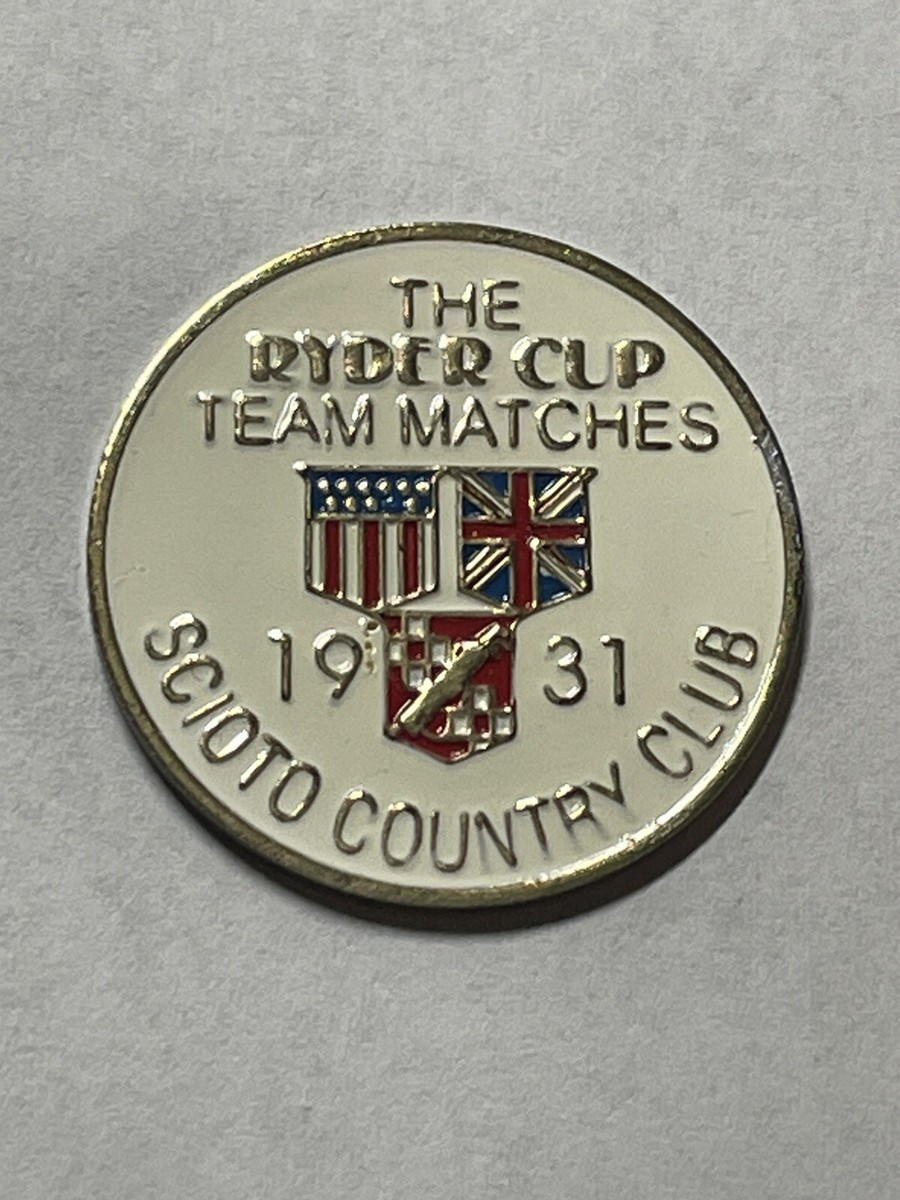 THE
RYDER CUP
TEAM MATCHES
19 31
SCIOTO COUNTRY CLUB